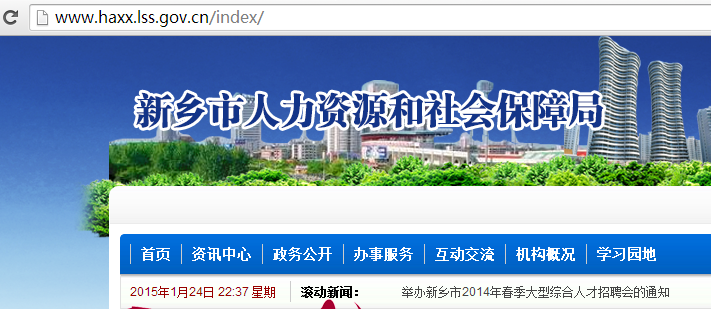 www.haxx.lss.gov.cn/index/
新乡市人力资源和社会保障局
首页 资讯中心 政务公开 办事服务 互动交流 机构概况 学习园地
2015年1月24日 22:37 星期 滚动新闻： 举办新乡市2014年春季大型综合人才招聘会的通知